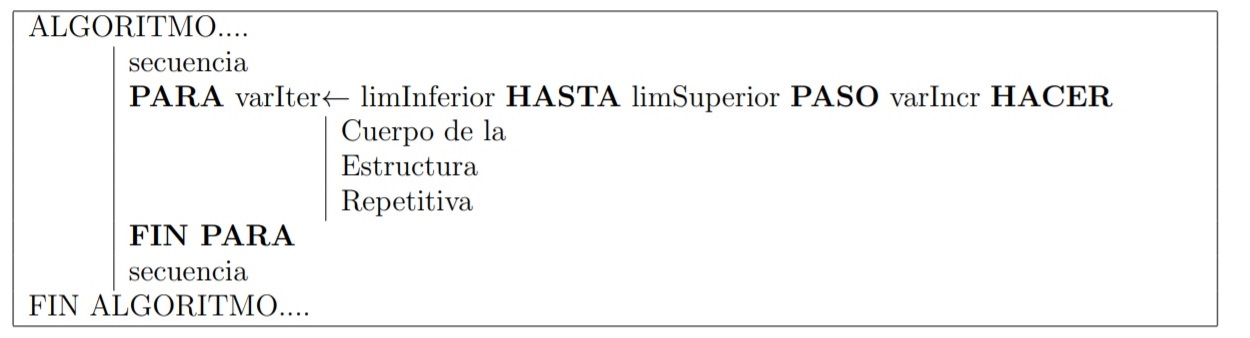 ALGORITMO....
secuencia
PARA varIter← limInferior HASTA limSuperior PASO varIncr HACER
Cuerpo de la
Estructura
Repetitiva
FIN PARA
secuencia
FIN ALGORITMO....